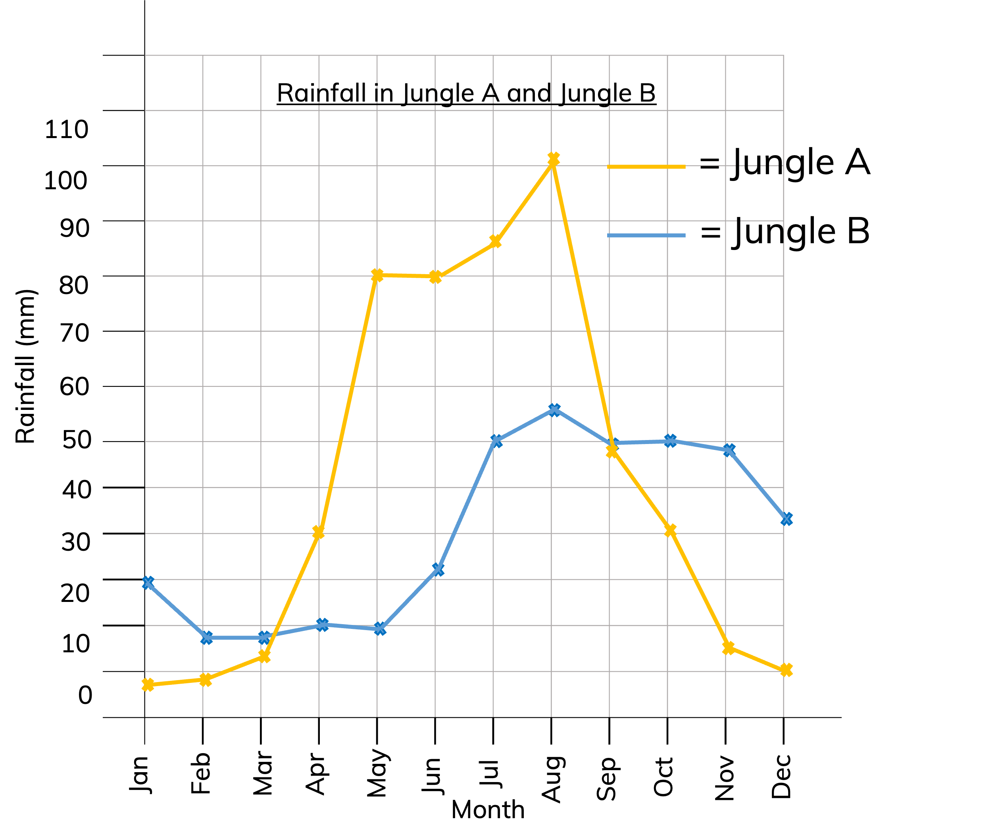 Rainfall in Jungle A and Jungle B
= Jungle A
= Jungle B
Rainfall (mm)
110
100
90
80
70
60
50
40
30
20
10
0
Jan
Feb
Mar
Apr
May
Jun
Jul
Aug
Sep
Oct
Nov
Dec
Month